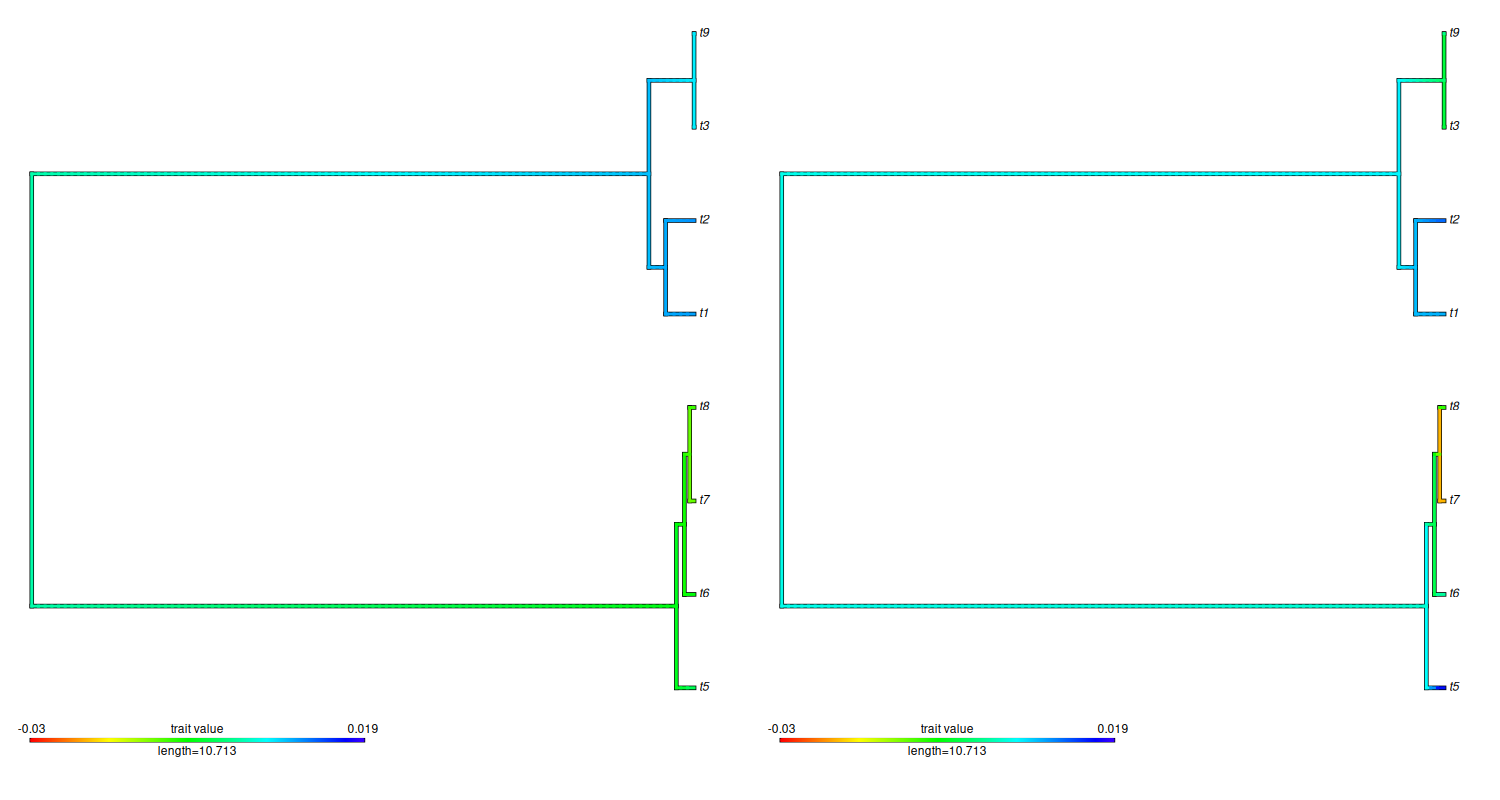 t9
t3
t2
t1
t8
t7
t6
t5
-0.03 trait value 0.019
length=10.713
t9
t3
t2
t1
t8
t7
t6
t5
-0.03 trait value 0.019
length=10.713